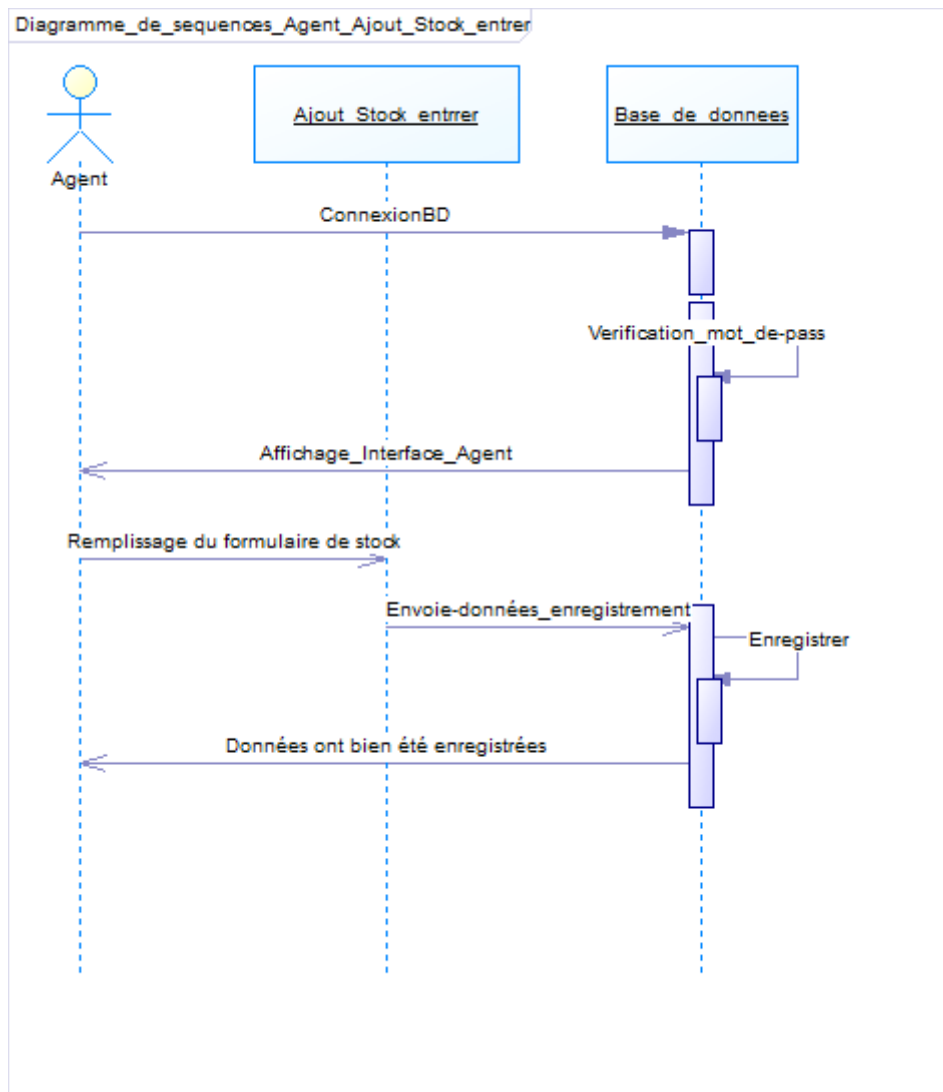 Diagramme_de_sequences_Agent_Ajout_Stock_entrer
Ajout_Stock_entrrer
Base_de_donnees
Agent
ConnexionBD
Verification_mot_de-pass
Affichage_Interface_Agent
Remplissage du formulaire de stock
Envoie-données_enregistrement
Enregistrer
Données ont bien été enregistrées